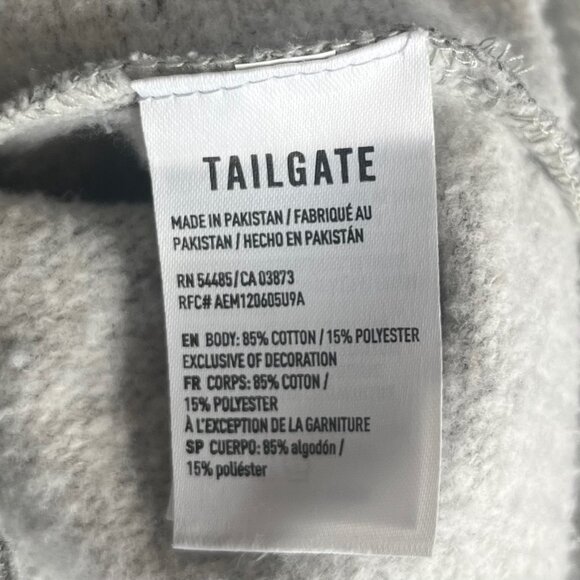 TAILGATE
MADE IN PAKISTAN / FABRIQUÉ AU
PAKISTAN / HECHO EN PAKISTÁN
RN 54485/CA 03873
RFC# AEM120605U9A
EN BODY: 85% COTTON / 15% POLYESTER
EXCLUSIVE OF DECORATION
FR CORPS: 85% COTON /
15% POLYESTER
À L'EXCEPTION DE LA GARNITURE
SP CUERPO: 85% algodón /
15% poliéster